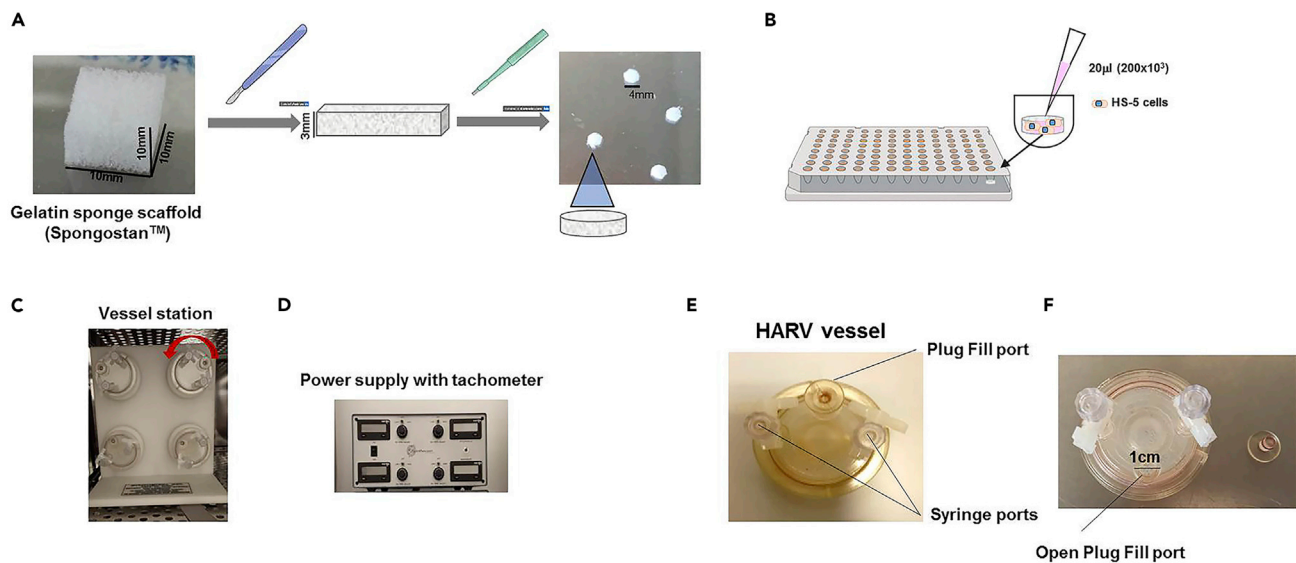 A
10mm
10mm
10mm
Gelatin sponge scaffold
(Spongostan™)
3mm
4mm
B
20µl (200x10³)
HS-5 cells
C
Vessel station
D
Power supply with tachometer
E
HARV vessel
Plug Fill port
Syringe ports
F
1cm
Open Plug Fill port